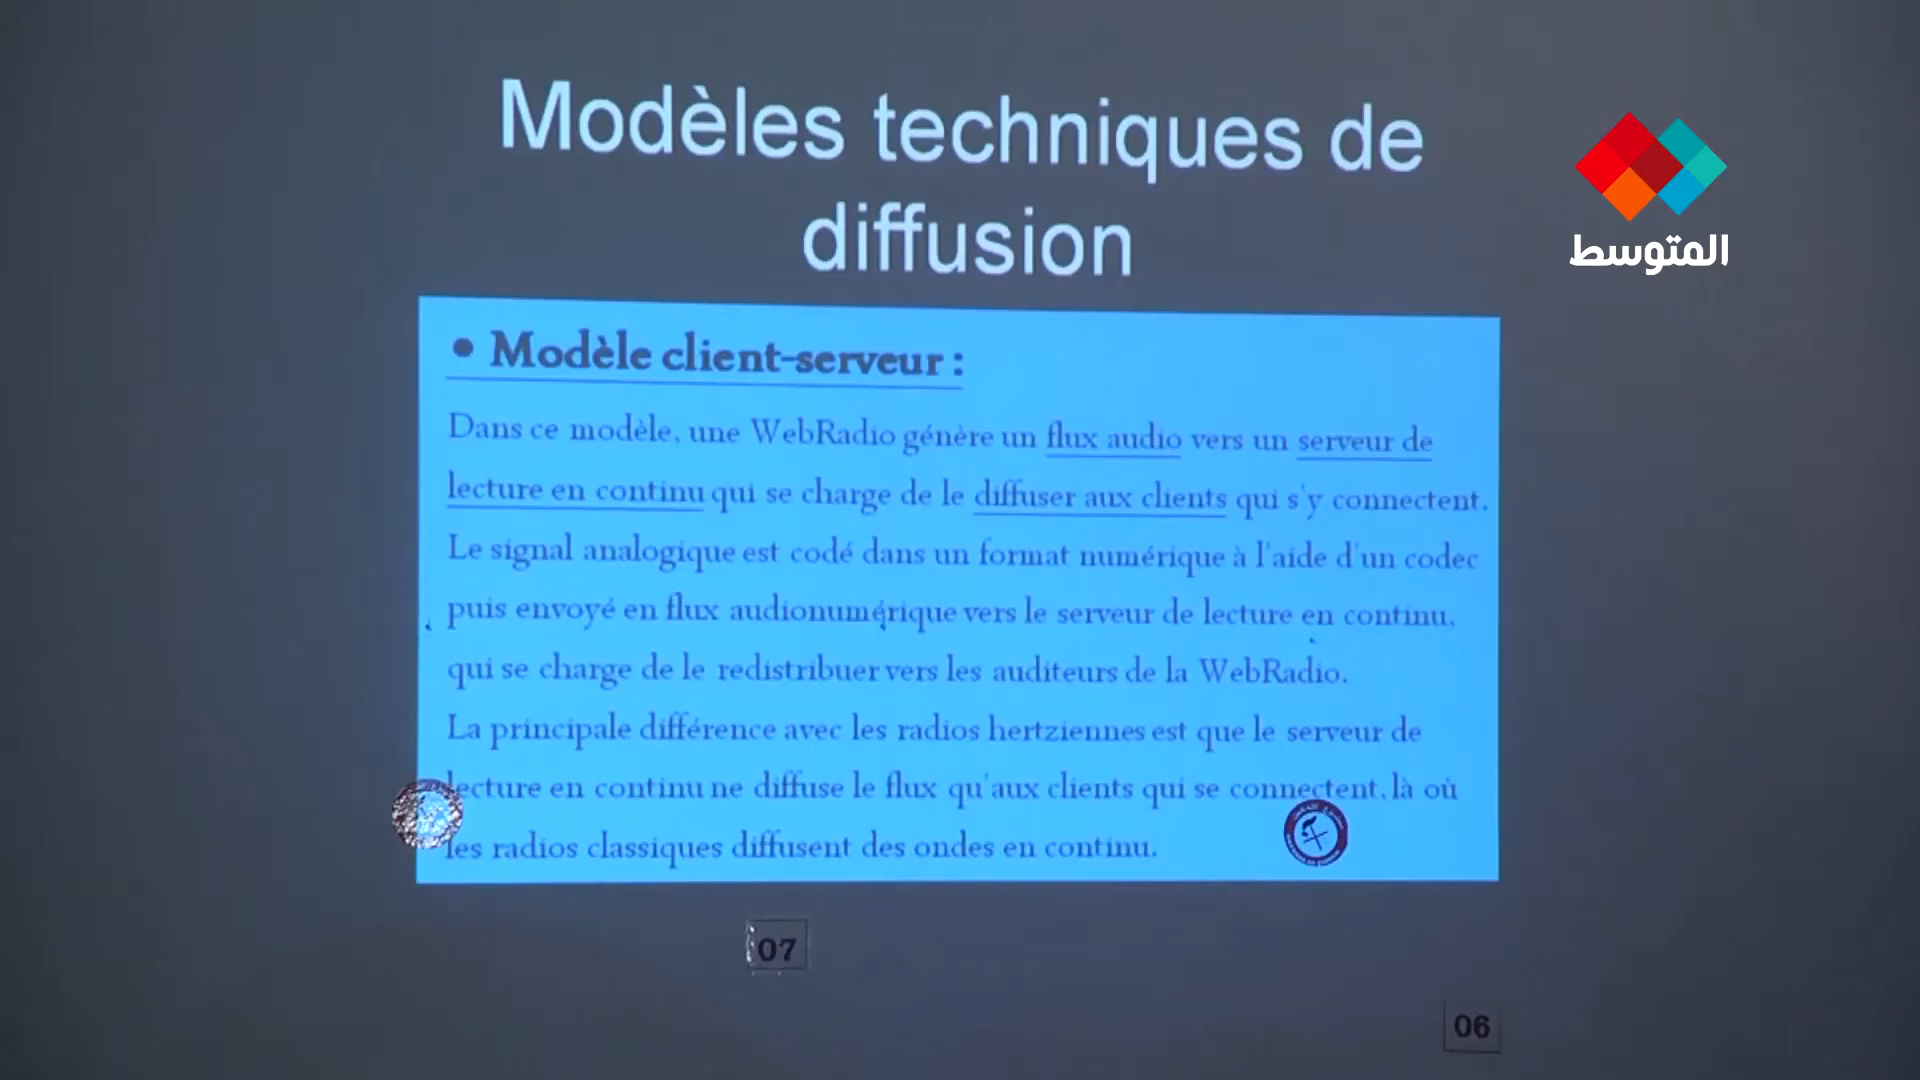 Modèles techniques de
diffusion
المتوسط
• Modèle client-serveur :
Dans ce modèle, une WebRadio génère un flux audio vers un serveur de
lecture en continu qui se charge de le diffuser aux clients qui s'y connectent.
Le signal analogique est codé dans un format numérique à l'aide d'un codec
puis envoyé en flux audionumérique vers le serveur de lecture en continu,
qui se charge de le redistribuer vers les auditeurs de la WebRadio.
La principale différence avec les radios hertziennes est que le serveur de
lecture en continu ne diffuse le flux qu'aux clients qui se connectent, là où
les radios classiques diffusent des ondes en continu.
07
06